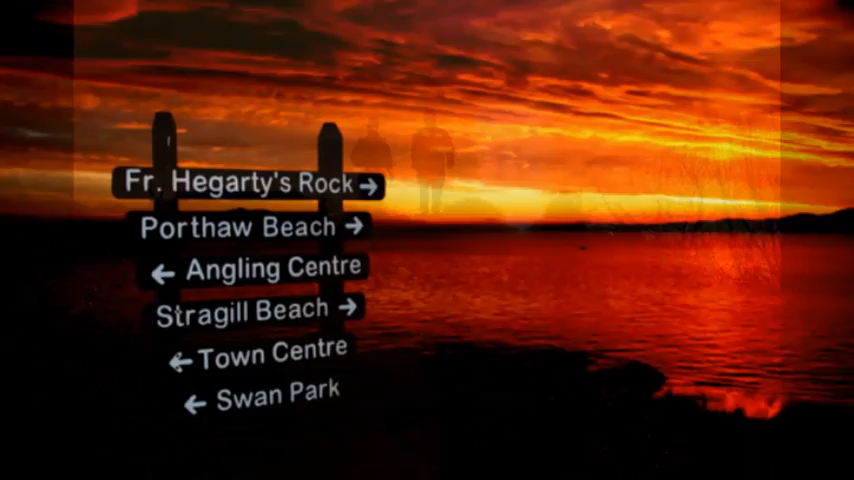 Fr. Hegarty's Rock →
Porthaw Beach →
← Angling Centre
Stragill Beach →
← Town Centre
← Swan Park